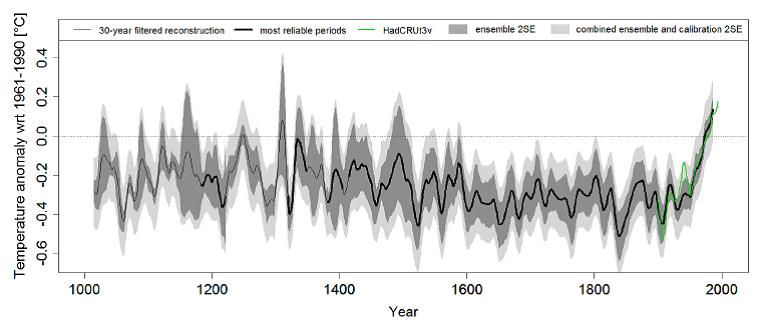 30-year filtered reconstruction most reliable periods HadCRUt3v ensemble 2SE combined ensemble and calibration 2SE
Temperature anomaly wrt 1961-1990 [°C]
0.4
0.2
0.0
-0.2
-0.4
-0.6
1000 1200 1400 1600 1800 2000
Year